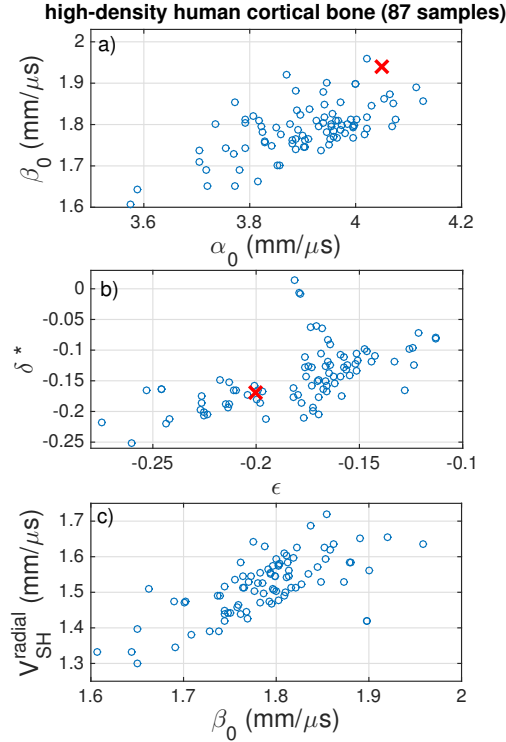 high-density human cortical bone (87 samples)
a)
2
1.9
1.8
1.7
1.6
β₀ (mm/μs)
3.6 3.8 4 4.2
α₀ (mm/μs)
b)
0
-0.05
-0.1
-0.15
-0.2
-0.25
δ*
-0.25 -0.2 -0.15 -0.1
ϵ
c)
1.7
1.6
1.5
1.4
1.3
V_SH^radial (mm/μs)
1.6 1.7 1.8 1.9 2
β₀ (mm/μs)